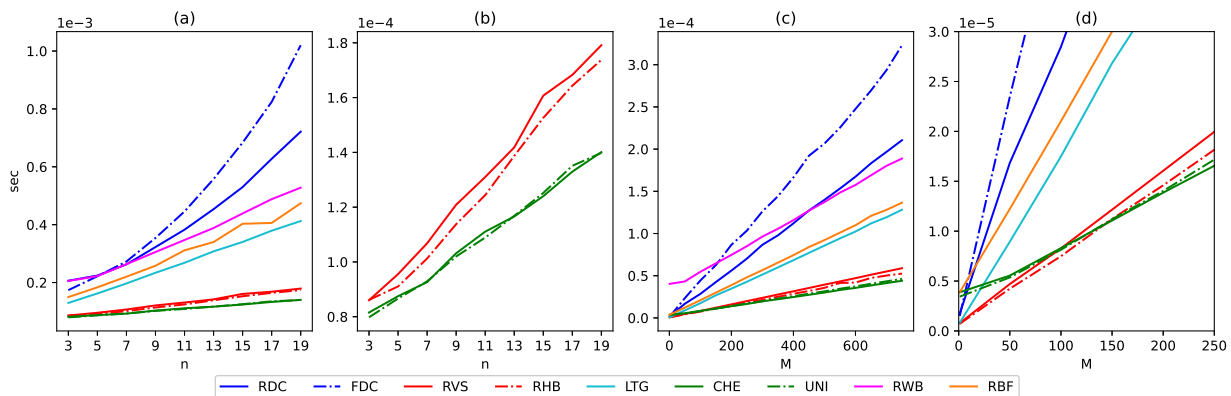 (a) (b) (c) (d)
1e−3 1e−4 1e−4 1e−5
1.0 0.8 0.6 0.4 0.2
sec
3 5 7 9 11 13 15 17 19
n
1.8 1.6 1.4 1.2 1.0 0.8
3 5 7 9 11 13 15 17 19
n
3.0 2.5 2.0 1.5 1.0 0.5 0.0
0 200 400 600
M
3.0 2.5 2.0 1.5 1.0 0.5 0.0
0 50 100 150 200 250
M
RDC FDC RVS RHB LTG CHE UNI RWB RBF